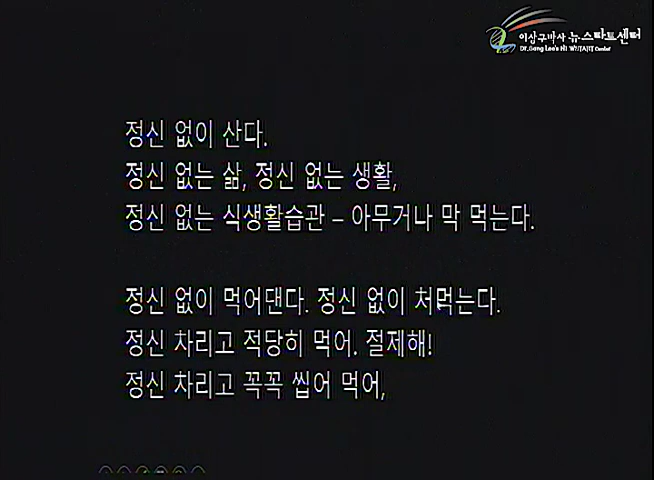 이상구박사 뉴스타트센터
정신 없이 산다.
정신 없는 삶, 정신 없는 생활,
정신 없는 식생활습관 – 아무거나 막 먹는다.
정신 없이 먹어댄다. 정신 없이 처먹는다.
정신 차리고 적당히 먹어. 절제해!
정신 차리고 꼭꼭 씹어 먹어,